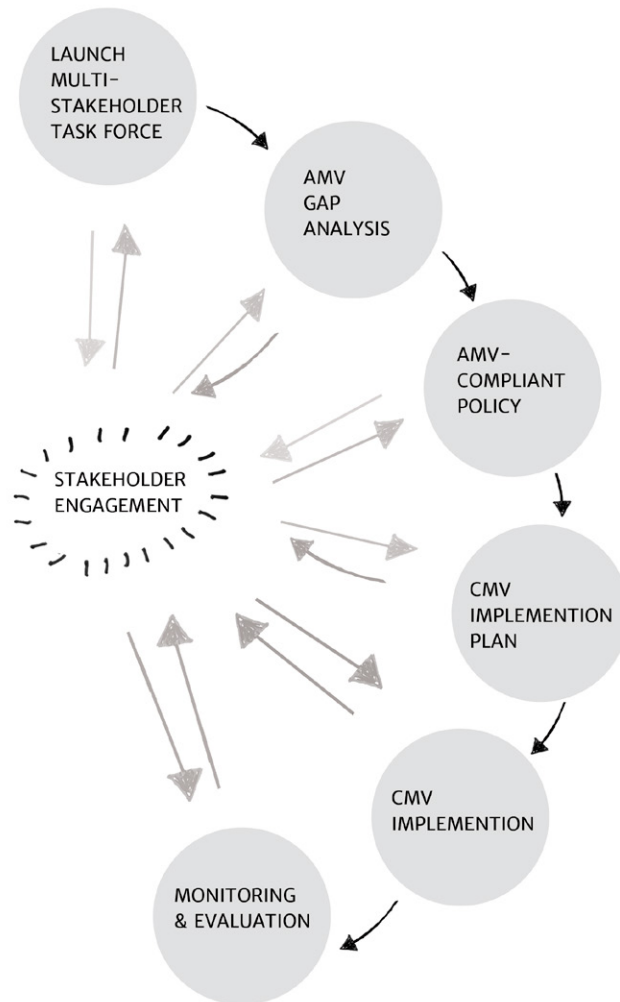 LAUNCH
MULTI-
STAKEHOLDER
TASK FORCE
AMV
GAP
ANALYSIS
AMV-
COMPLIANT
POLICY
STAKEHOLDER
ENGAGEMENT
CMV
IMPLEMENTION
PLAN
CMV
IMPLEMENTION
MONITORING
& EVALUATION